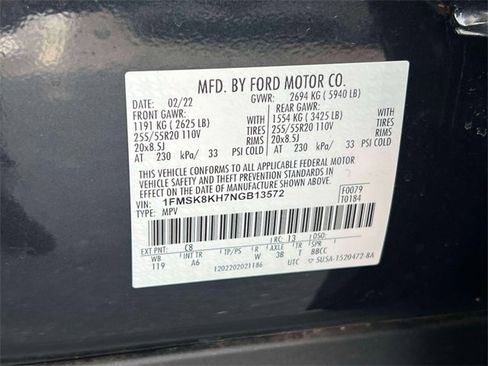 MFD. BY FORD MOTOR CO.
DATE: 02/22 GVWR: 2694 KG ( 5940 LB)
FRONT GAWR: REAR GAWR:
1191 KG ( 2625 LB) WITH 1554 KG ( 3425 LB) WITH
255/55R20 110V TIRES 255/55R20 110V TIRES
20x8.5J RIMS 20x8.5J RIMS
AT 230 kPa/ 33 PSI COLD AT 230 kPa/ 33 PSI COLD
THIS VEHICLE CONFORMS TO ALL APPLICABLE FEDERAL MOTOR
VEHICLE SAFETY AND THEFT PREVENTION STANDARDS IN EFFECT ON
THE DATE OF MANUFACTURE SHOWN ABOVE.
VIN: 1FMSK8KH7NGB13572 F0079
TYPE: MPV T0184
EXT PNT: C8 RC: 13
WB INT TR TP/PS R AXLE TR SPR
119 A6 W 3B T BBCC
1202202021186 UTC 5U5A-1520472-BA